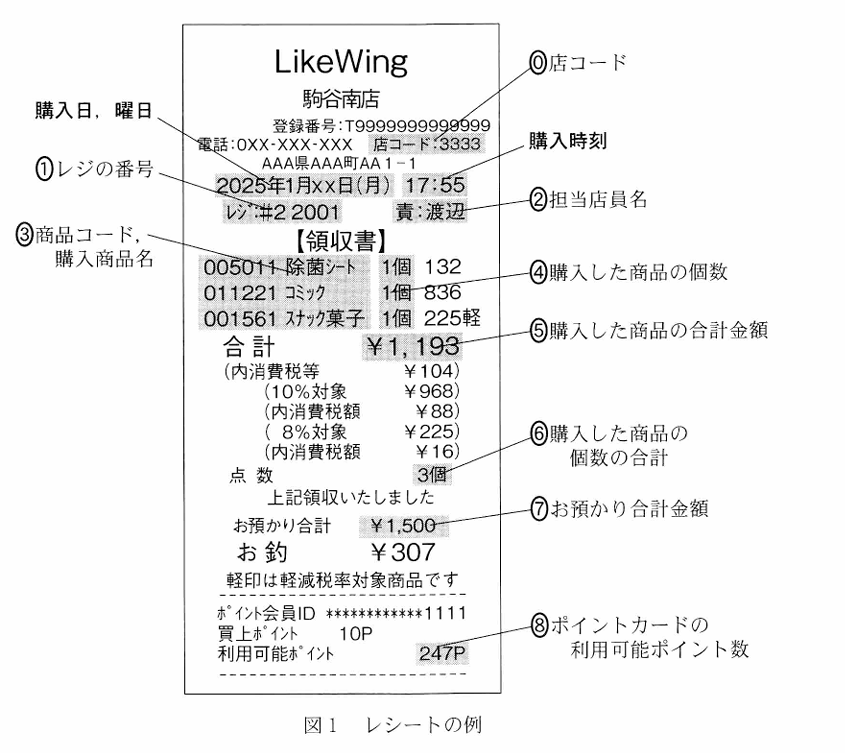 LikeWing
⓪店コード
駒谷南店
購入日，曜日
登録番号:T9999999999999
電話:0XX-XXX-XXX 店コード:3333
購入時刻
AAA県AAA町AA1-1
①レジの番号
2025年1月xx日(月) 17:55
②担当店員名
ﾚｼﾞ:#2 2001 責:渡辺
③商品コード，
購入商品名
【領収書】
005011 除菌ｼｰﾄ 1個 132
④購入した商品の個数
011221 ｺﾐｯｸ 1個 836
001561 ｽﾅｯｸ菓子 1個 225軽
⑤購入した商品の合計金額
合計 ￥1,193
(内消費税等 ￥104)
(10%対象 ￥968)
(内消費税額 ￥88)
( 8%対象 ￥225)
(内消費税額 ￥16)
⑥購入した商品の
個数の合計
点数 3個
上記領収いたしました
⑦お預かり合計金額
お預かり合計 ￥1,500
お釣 ￥307
軽印は軽減税率対象商品です
ﾎﾟｲﾝﾄ会員ID ************1111
買上ﾎﾟｲﾝﾄ 10P
利用可能ﾎﾟｲﾝﾄ 247P
⑧ポイントカードの
利用可能ポイント数
図1 レシートの例